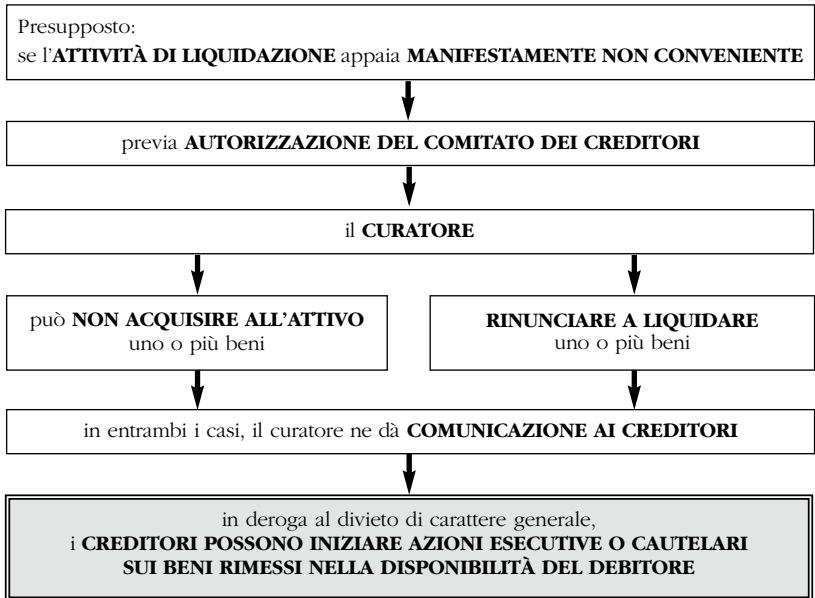 Presupposto:
se l'ATTIVITÀ DI LIQUIDAZIONE appaia MANIFESTAMENTE NON CONVENIENTE
previa AUTORIZZAZIONE DEL COMITATO DEI CREDITORI
il CURATORE
può NON ACQUISIRE ALL'ATTIVO
uno o più beni
RINUNCIARE A LIQUIDARE
uno o più beni
in entrambi i casi, il curatore ne dà COMUNICAZIONE AI CREDITORI
in deroga al divieto di carattere generale,
i CREDITORI POSSONO INIZIARE AZIONI ESECUTIVE O CAUTELARI
SUI BENI RIMESSI NELLA DISPONIBILITÀ DEL DEBITORE